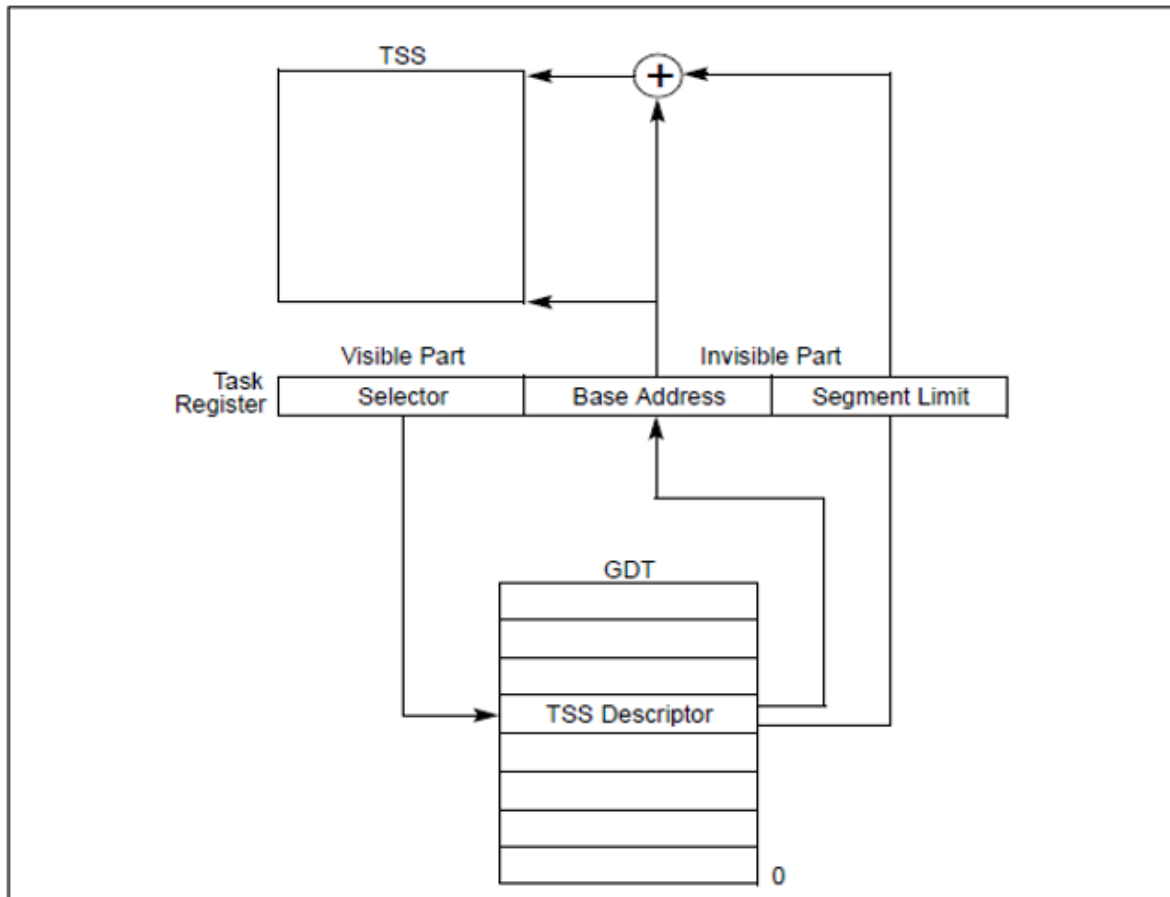 TSS
+
Visible Part
Invisible Part
Task
Register
Selector
Base Address
Segment Limit
GDT
TSS Descriptor
0